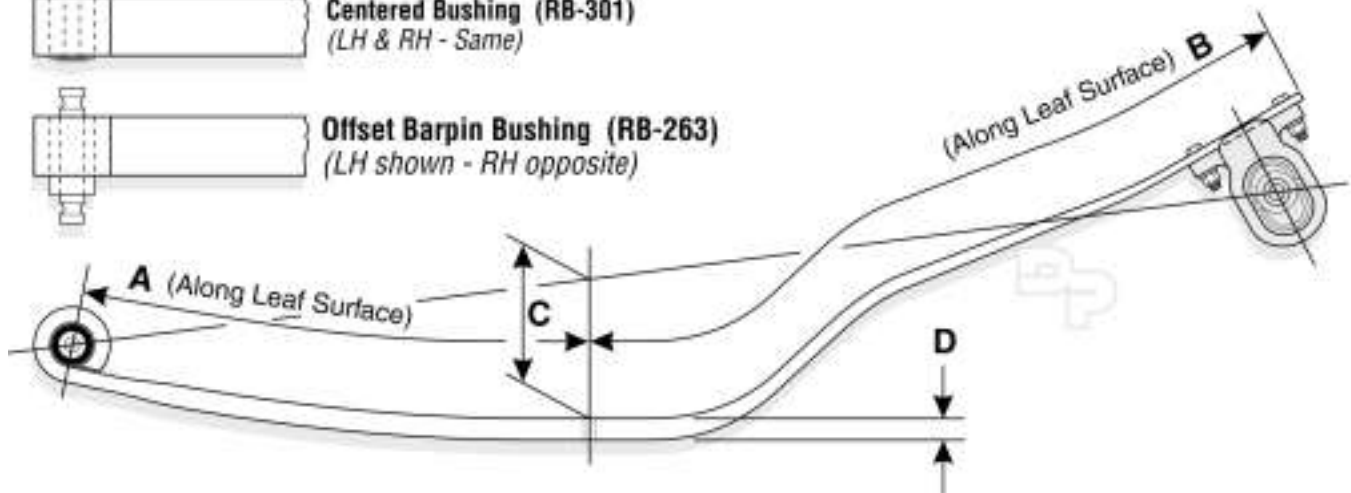 Centered Bushing (RB-301)
(LH & RH - Same)
Offset Barpin Bushing (RB-263)
(LH shown - RH opposite)
(Along Leaf Surface) B
A (Along Leaf Surface)
C
D
BP